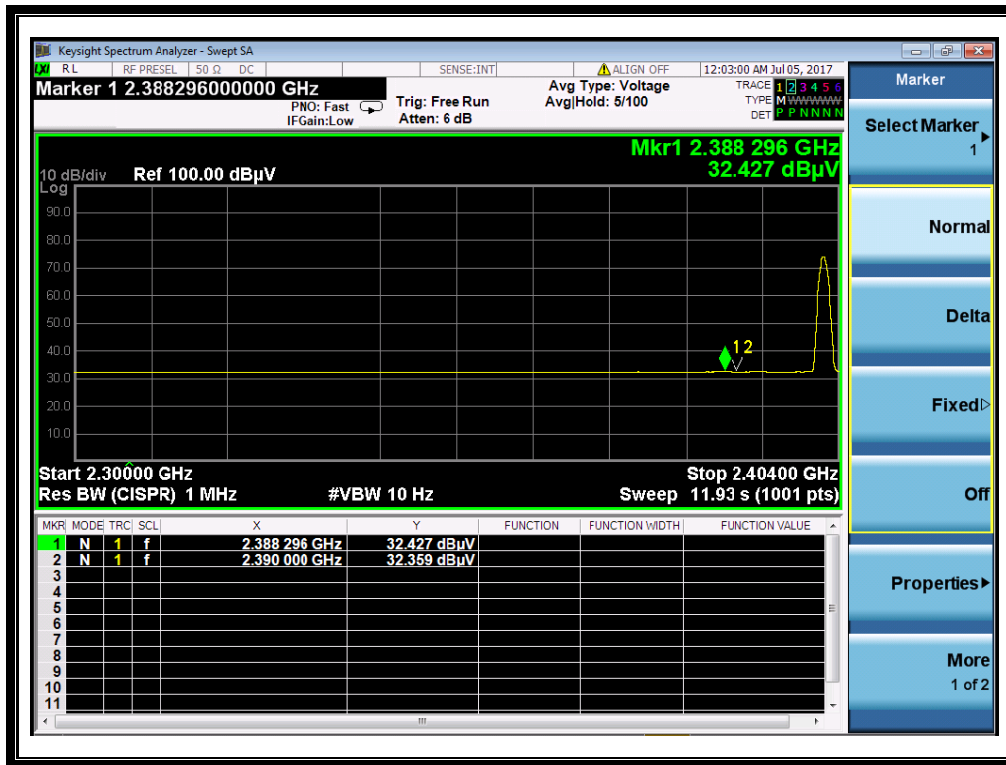 Keysight Spectrum Analyzer - Swept SA
LXI RL RF PRESEL 50 Ω DC SENSE:INT ALIGN OFF 12:03:00 AM Jul 05, 2017
Marker 1 2.388296000000 GHz
PNO: Fast
IFGain:Low
Trig: Free Run
Atten: 6 dB
Avg Type: Voltage
Avg|Hold: 5/100
TRACE 1 2 3 4 5 6
TYPE M WWWWW
DET P P N N N N
Mkr1 2.388 296 GHz
32.427 dBµV
10 dB/div Ref 100.00 dBµV
Log
90.0
80.0
70.0
60.0
50.0
40.0
30.0
20.0
10.0
1 2
Start 2.30000 GHz Stop 2.40400 GHz
Res BW (CISPR) 1 MHz #VBW 10 Hz Sweep 11.93 s (1001 pts)
MKR MODE TRC SCL X Y FUNCTION FUNCTION WIDTH FUNCTION VALUE
1 N 1 f 2.388 296 GHz 32.427 dBµV
2 N 1 f 2.390 000 GHz 32.359 dBµV
3
4
5
6
7
8
9
10
11
Marker
Select Marker
1
Normal
Delta
Fixed
Off
Properties
More
1 of 2